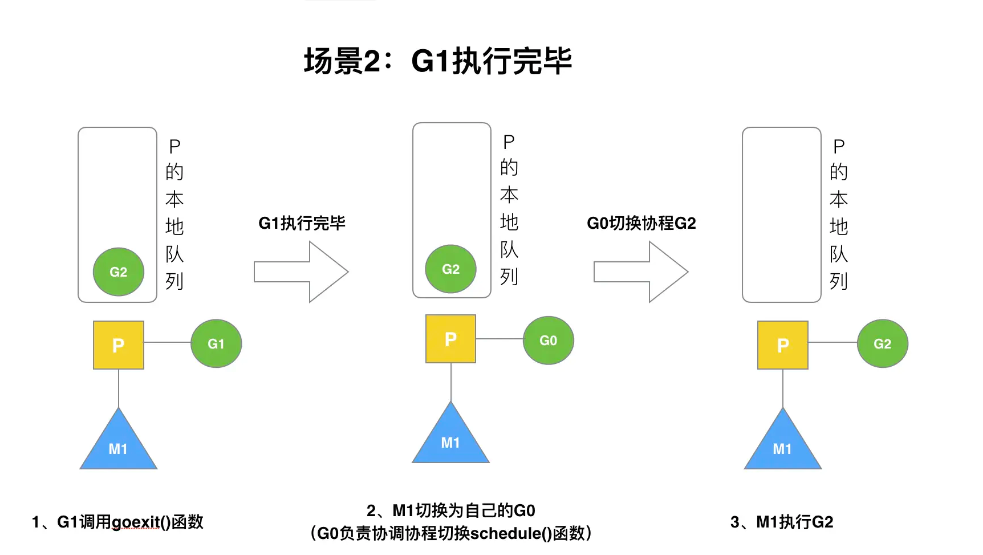 场景2：G1执行完毕
P的本地队列
G2
P
G1
M1
G1执行完毕
P的本地队列
G2
P
G0
M1
G0切换协程G2
P的本地队列
P
G2
M1
1、G1调用goexit()函数
2、M1切换为自己的G0
（G0负责协调协程切换schedule()函数）
3、M1执行G2